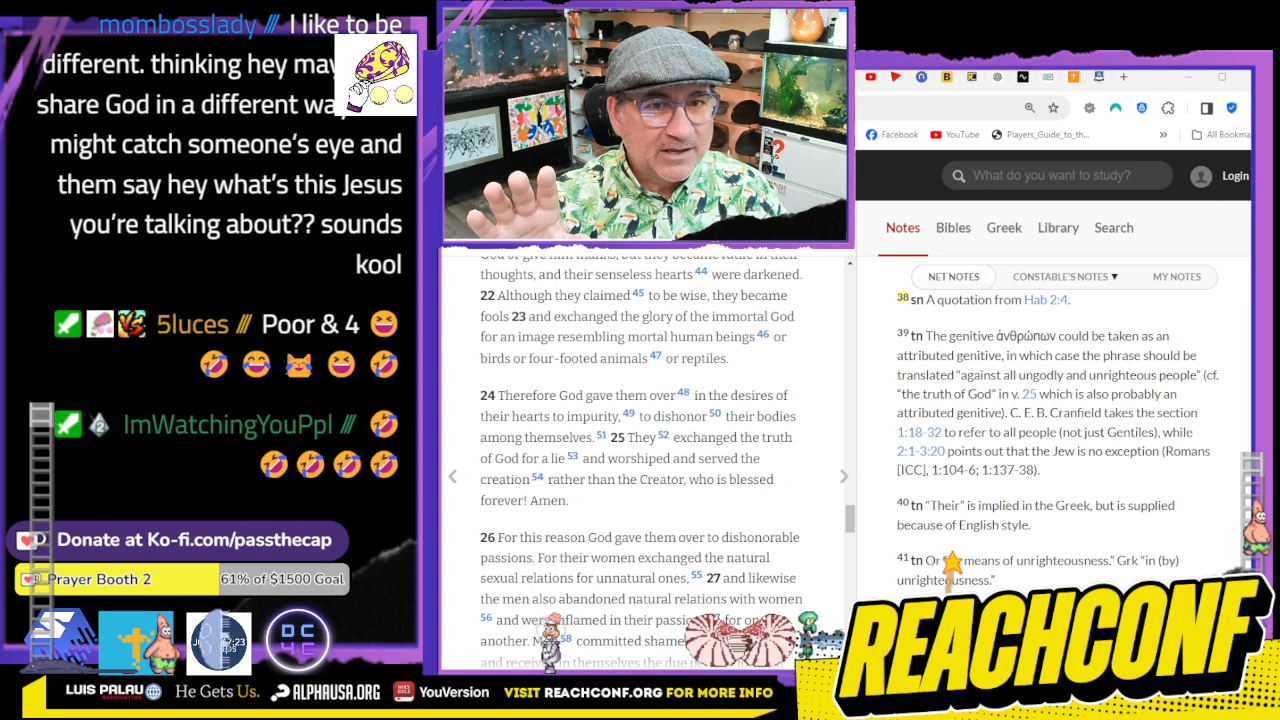 mombosslady /// I like to be
different. thinking hey may
share God in a different wa
might catch someone's eye and
them say hey what's this Jesus
you're talking about?? sounds
kool
5luces /// Poor & 4 😆
🤣 😂 😹 😆 🤣
ImWatchingYouPpl /// 🤣
🤣 🤣 🤣 🤣
Donate at Ko-fi.com/passthecap
Prayer Booth 2 61% of $1500 Goal
thoughts, and their senseless hearts 44 were darkened.
22 Although they claimed 45 to be wise, they became
fools 23 and exchanged the glory of the immortal God
for an image resembling mortal human beings 46 or
birds or four-footed animals 47 or reptiles.
24 Therefore God gave them over 48 in the desires of
their hearts to impurity, 49 to dishonor 50 their bodies
among themselves. 51 25 They 52 exchanged the truth
of God for a lie 53 and worshiped and served the
creation 54 rather than the Creator, who is blessed
forever! Amen.
26 For this reason God gave them over to dishonorable
passions. For their women exchanged the natural
sexual relations for unnatural ones, 55 27 and likewise
the men also abandoned natural relations with women
56 and were inflamed in their passio for on
another. M 58 committed shame
and receiv in themselves the due
Facebook YouTube Players_Guide_to_th... » All Bookma
What do you want to study? Login
Notes Bibles Greek Library Search
NET NOTES CONSTABLE'S NOTES ▼ MY NOTES
38 sn A quotation from Hab 2:4.
39 tn The genitive ἀνθρώπων could be taken as an
attributed genitive, in which case the phrase should be
translated “against all ungodly and unrighteous people” (cf.
“the truth of God” in v. 25 which is also probably an
attributed genitive). C. E. B. Cranfield takes the section
1:18-32 to refer to all people (not just Gentiles), while
2:1-3:20 points out that the Jew is no exception (Romans
[ICC], 1:104-6; 1:137-38).
40 tn “Their” is implied in the Greek, but is supplied
because of English style.
41 tn Or means of unrighteousness.” Grk “in (by)
unrighteousness.”
REACHCONF
LUIS PALAU He Gets Us. ALPHAUSA.ORG HOLY BIBLE YouVersion VISIT REACHCONF.ORG FOR MORE INFO